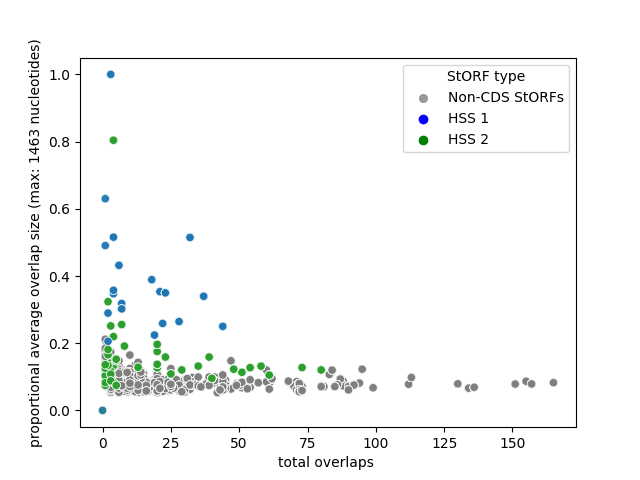 StORF type
Non-CDS StORFs
HSS 1
HSS 2
proportional average overlap size (max: 1463 nucleotides)
1.0
0.8
0.6
0.4
0.2
0.0
0 25 50 75 100 125 150
total overlaps